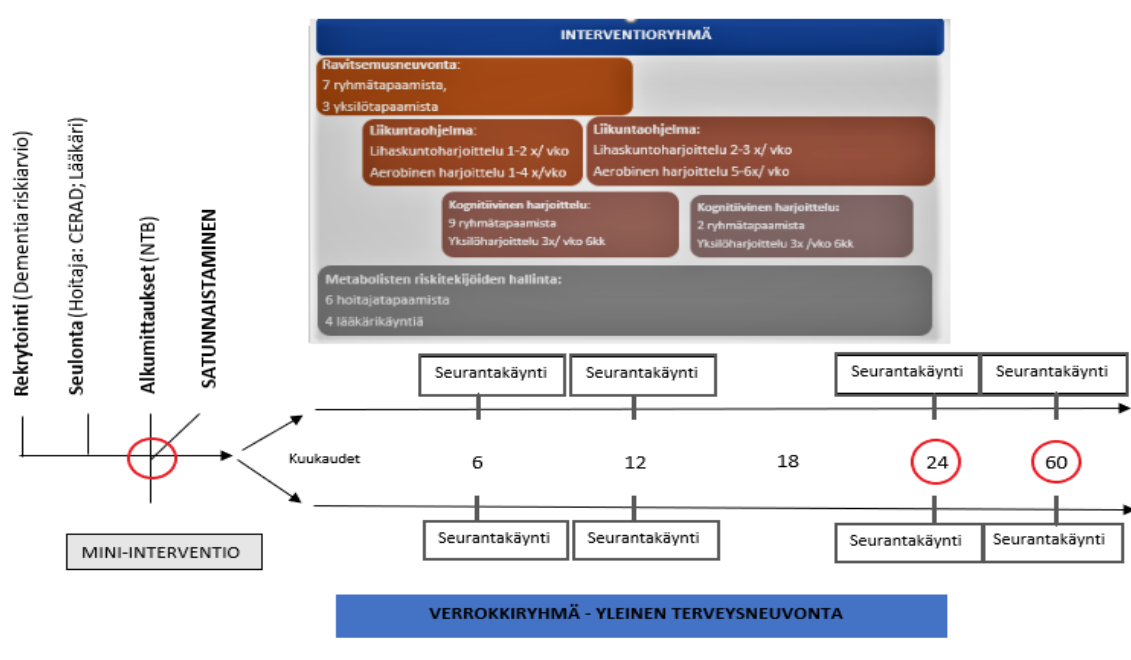 INTERVENTIORYHMÄ
Ravitsemusneuvonta:
7 ryhmätapaamista,
3 yksilötapaamista
Liikuntaohjelma:
Lihaskuntoharjoittelu 1-2 x/ vko
Aerobinen harjoittelu 1-4 x/vko
Liikuntaohjelma:
Lihaskuntoharjoittelu 2-3 x/ vko
Aerobinen harjoittelu 5-6x/ vko
Kognitiivinen harjoittelu:
9 ryhmätapaamista
Yksilöharjoittelu 3x/ vko 6kk
Kognitiivinen harjoittelu:
2 ryhmätapaamista
Yksilöharjoittelu 3x /vko 6kk
Metabolisten riskitekijöiden hallinta:
6 hoitajatapaamista
4 lääkärikäyntiä
Rekrytointi (Dementia riskiarvio)
Seulonta (Hoitaja: CERAD; Lääkäri)
Alkumittaukset (NTB)
SATUNNAISTAMINEN
Seurantakäynti
Seurantakäynti
Seurantakäynti
Seurantakäynti
Kuukaudet
6
12
18
24
60
Seurantakäynti
Seurantakäynti
Seurantakäynti
Seurantakäynti
MINI-INTERVENTIO
VERROKKIRYHMÄ - YLEINEN TERVEYSNEUVONTA